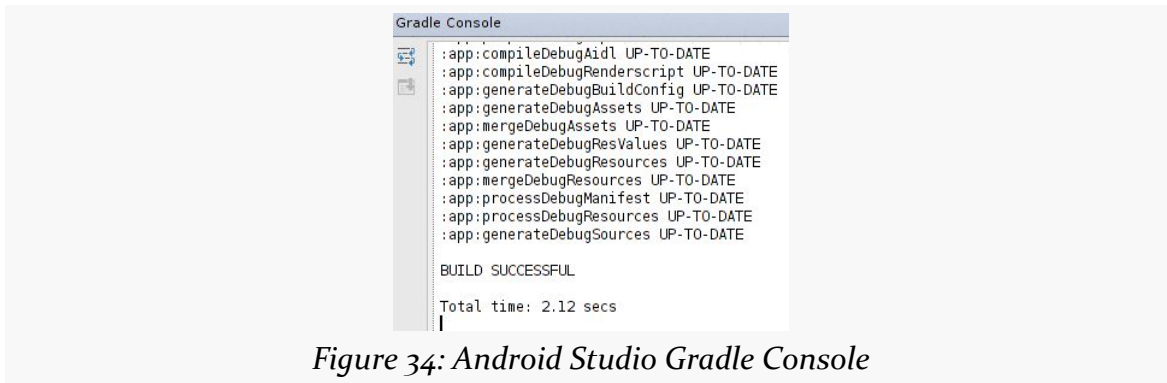 Gradle Console
:app:compileDebugAidl UP-TO-DATE
:app:compileDebugRenderscript UP-TO-DATE
:app:generateDebugBuildConfig UP-TO-DATE
:app:generateDebugAssets UP-TO-DATE
:app:mergeDebugAssets UP-TO-DATE
:app:generateDebugResValues UP-TO-DATE
:app:generateDebugResources UP-TO-DATE
:app:mergeDebugResources UP-TO-DATE
:app:processDebugManifest UP-TO-DATE
:app:processDebugResources UP-TO-DATE
:app:generateDebugSources UP-TO-DATE
BUILD SUCCESSFUL
Total time: 2.12 secs
Figure 34: Android Studio Gradle Console